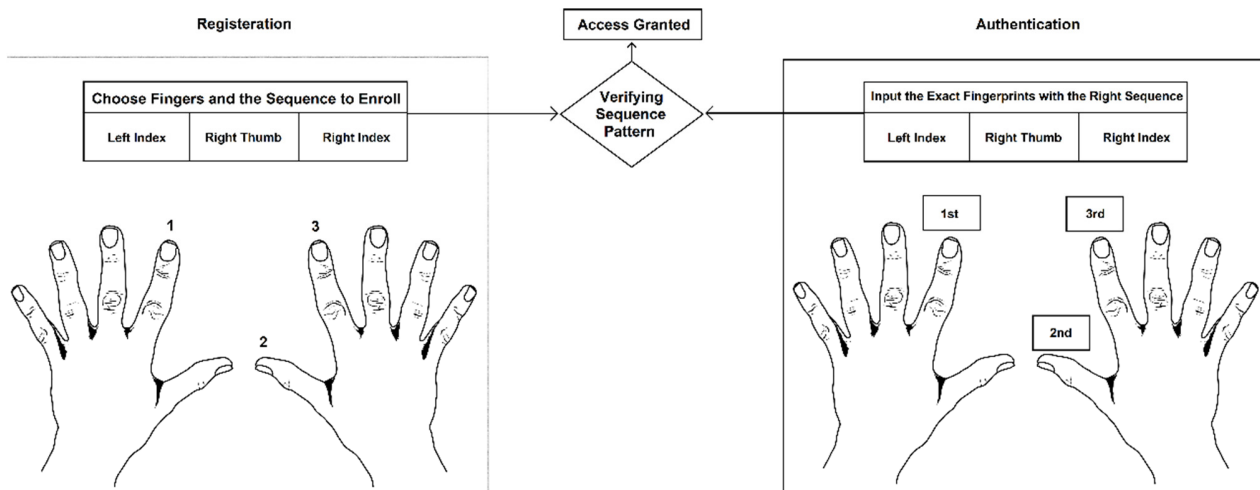 Registeration
Access Granted
Authentication
Choose Fingers and the Sequence to Enroll
Left Index
Right Thumb
Right Index
Verifying
Sequence
Pattern
Input the Exact Fingerprints with the Right Sequence
Left Index
Right Thumb
Right Index
1
3
2
1st
3rd
2nd